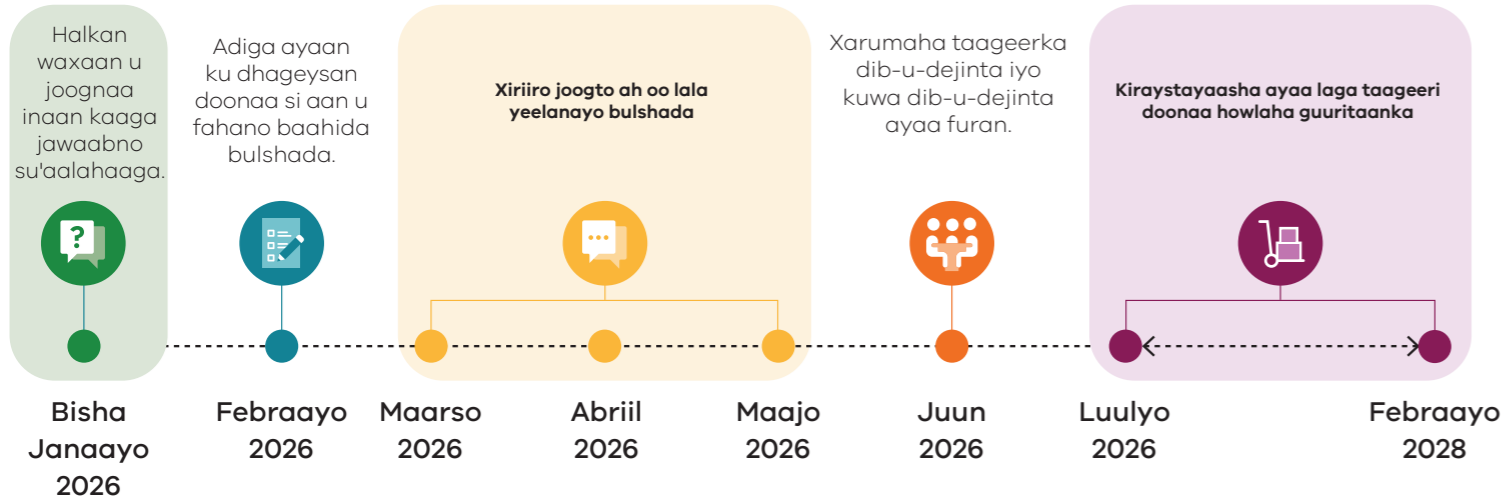 Halkan
waxaan u
joognaa
inaan kaaga
jawaabno
su'aalahaaga.
Adiga ayaan
ku dhageysan
doonaa si aan u
fahano baahida
bulshada.
Xiriiro joogto ah oo lala
yeelanayo bulshada
Xarumaha taageerka
dib-u-dejinta iyo
kuwa dib-u-dejinta
ayaa furan.
Kiraystayaasha ayaa laga taageeri
doonaa howlaha guuritaanka
?
Bisha
Janaayo
2026
Febraayo
2026
Maarso
2026
Abriil
2026
Maajo
2026
Juun
2026
Luulyo
2026
Febraayo
2028